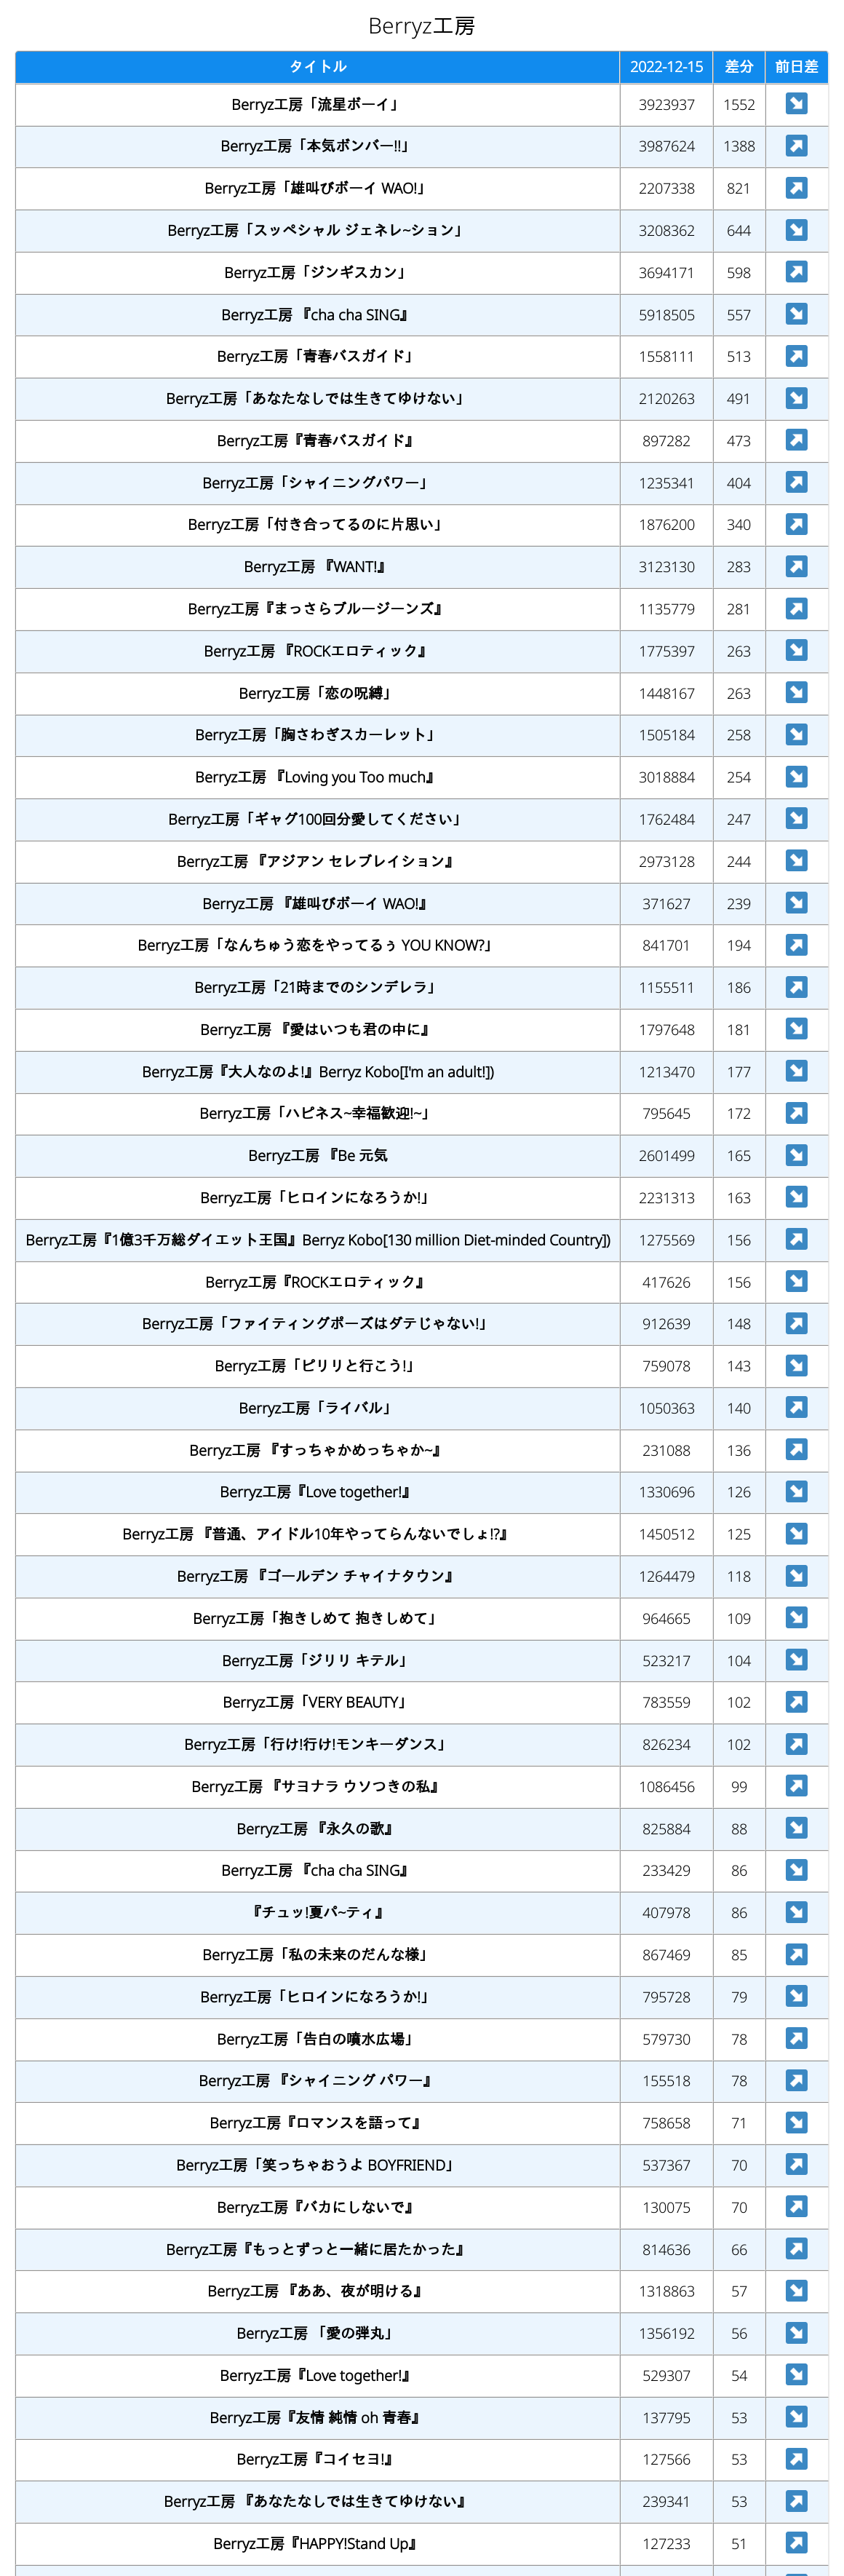 Berryz工房
タイトル 2022-12-15 差分 前日差
Berryz工房「流星ボーイ」 3923937 1552 ↘
Berryz工房「本気ボンバー!!」 3987624 1388 ↗
Berryz工房「雄叫びボーイ WAO!」 2207338 821 ↗
Berryz工房「スッペシャル ジェネレ~ション」 3208362 644 ↘
Berryz工房「ジンギスカン」 3694171 598 ↗
Berryz工房 『cha cha SING』 5918505 557 ↘
Berryz工房「青春バスガイド」 1558111 513 ↗
Berryz工房「あなたなしでは生きてゆけない」 2120263 491 ↘
Berryz工房『青春バスガイド』 897282 473 ↗
Berryz工房「シャイニングパワー」 1235341 404 ↗
Berryz工房「付き合ってるのに片思い」 1876200 340 ↗
Berryz工房 『WANT!』 3123130 283 ↗
Berryz工房『まっさらブルージーンズ』 1135779 281 ↗
Berryz工房 『ROCKエロティック』 1775397 263 ↘
Berryz工房「恋の呪縛」 1448167 263 ↘
Berryz工房「胸さわぎスカーレット」 1505184 258 ↘
Berryz工房 『Loving you Too much』 3018884 254 ↘
Berryz工房「ギャグ100回分愛してください」 1762484 247 ↘
Berryz工房 『アジアン セレブレイション』 2973128 244 ↘
Berryz工房 『雄叫びボーイ WAO!』 371627 239 ↘
Berryz工房「なんちゅう恋をやってるぅ YOU KNOW?」 841701 194 ↗
Berryz工房「21時までのシンデレラ」 1155511 186 ↗
Berryz工房 『愛はいつも君の中に』 1797648 181 ↘
Berryz工房『大人なのよ!』Berryz Kobo[I'm an adult!]) 1213470 177 ↘
Berryz工房「ハピネス~幸福歓迎!~」 795645 172 ↗
Berryz工房 『Be 元気 2601499 165 ↘
Berryz工房「ヒロインになろうか!」 2231313 163 ↘
Berryz工房『1億3千万総ダイエット王国』Berryz Kobo[130 million Diet-minded Country]) 1275569 156 ↗
Berryz工房『ROCKエロティック』 417626 156 ↘
Berryz工房「ファイティングポーズはダテじゃない!」 912639 148 ↗
Berryz工房「ピリリと行こう!」 759078 143 ↘
Berryz工房「ライバル」 1050363 140 ↗
Berryz工房 『すっちゃかめっちゃか~』 231088 136 ↗
Berryz工房『Love together!』 1330696 126 ↘
Berryz工房 『普通、アイドル10年やってらんないでしょ!?』 1450512 125 ↘
Berryz工房 『ゴールデン チャイナタウン』 1264479 118 ↘
Berryz工房「抱きしめて 抱きしめて」 964665 109 ↘
Berryz工房「ジリリ キテル」 523217 104 ↘
Berryz工房「VERY BEAUTY」 783559 102 ↗
Berryz工房「行け!行け!モンキーダンス」 826234 102 ↗
Berryz工房 『サヨナラ ウソつきの私』 1086456 99 ↗
Berryz工房 『永久の歌』 825884 88 ↘
Berryz工房 『cha cha SING』 233429 86 ↘
『チュッ!夏パ~ティ』 407978 86 ↘
Berryz工房「私の未来のだんな様」 867469 85 ↗
Berryz工房「ヒロインになろうか!」 795728 79 ↘
Berryz工房「告白の噴水広場」 579730 78 ↗
Berryz工房 『シャイニング パワー』 155518 78 ↗
Berryz工房『ロマンスを語って』 758658 71 ↘
Berryz工房「笑っちゃおうよ BOYFRIEND」 537367 70 ↗
Berryz工房『バカにしないで』 130075 70 ↗
Berryz工房『もっとずっと一緒に居たかった』 814636 66 ↗
Berryz工房 『ああ、夜が明ける』 1318863 57 ↘
Berryz工房 「愛の弾丸」 1356192 56 ↘
Berryz工房『Love together!』 529307 54 ↘
Berryz工房『友情 純情 oh 青春』 137795 53 ↘
Berryz工房『コイセヨ!』 127566 53 ↗
Berryz工房 『あなたなしでは生きてゆけない』 239341 53 ↗
Berryz工房『HAPPY!Stand Up』 127233 51 ↗